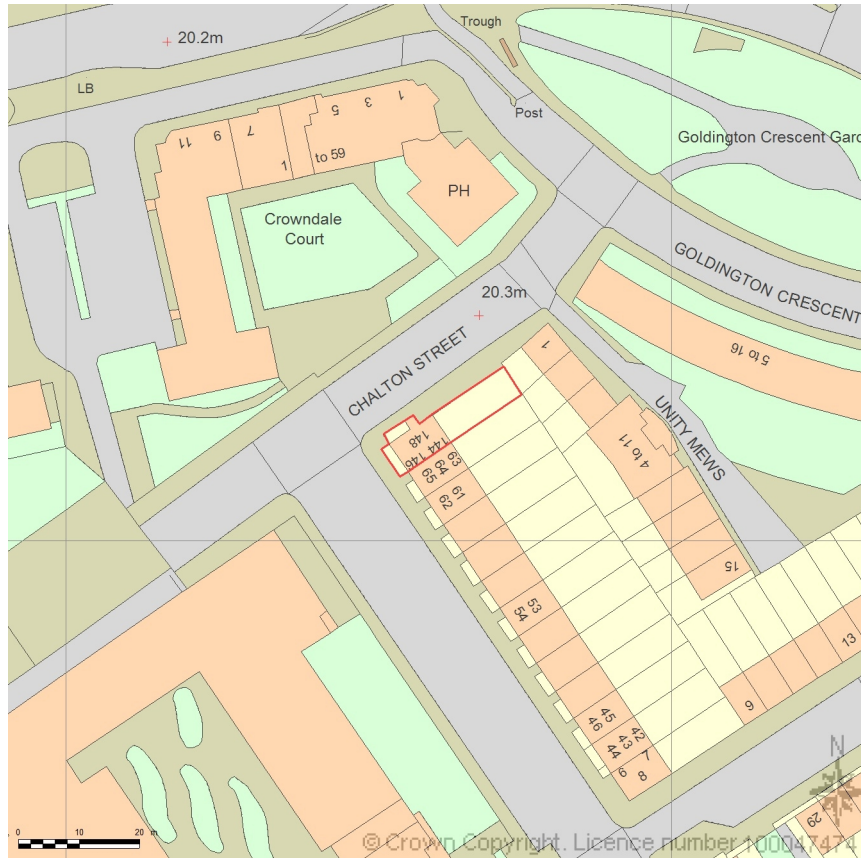 Trough
20.2m
LB
Post
1
3
5
7
9
11
1
to 59
PH
Goldington Crescent Gard
Crowndale
Court
GOLDINGTON CRESCENT
20.3m
CHALTON STREET
5 to 16
1
UNITY MEWS
148
144
146
63
64
65
61
62
4 to 11
15
53
54
13
9
45
46
42
43
44
7
6
8
N
29
0 10 20 m
© Crown Copyright. Licence number 100047474